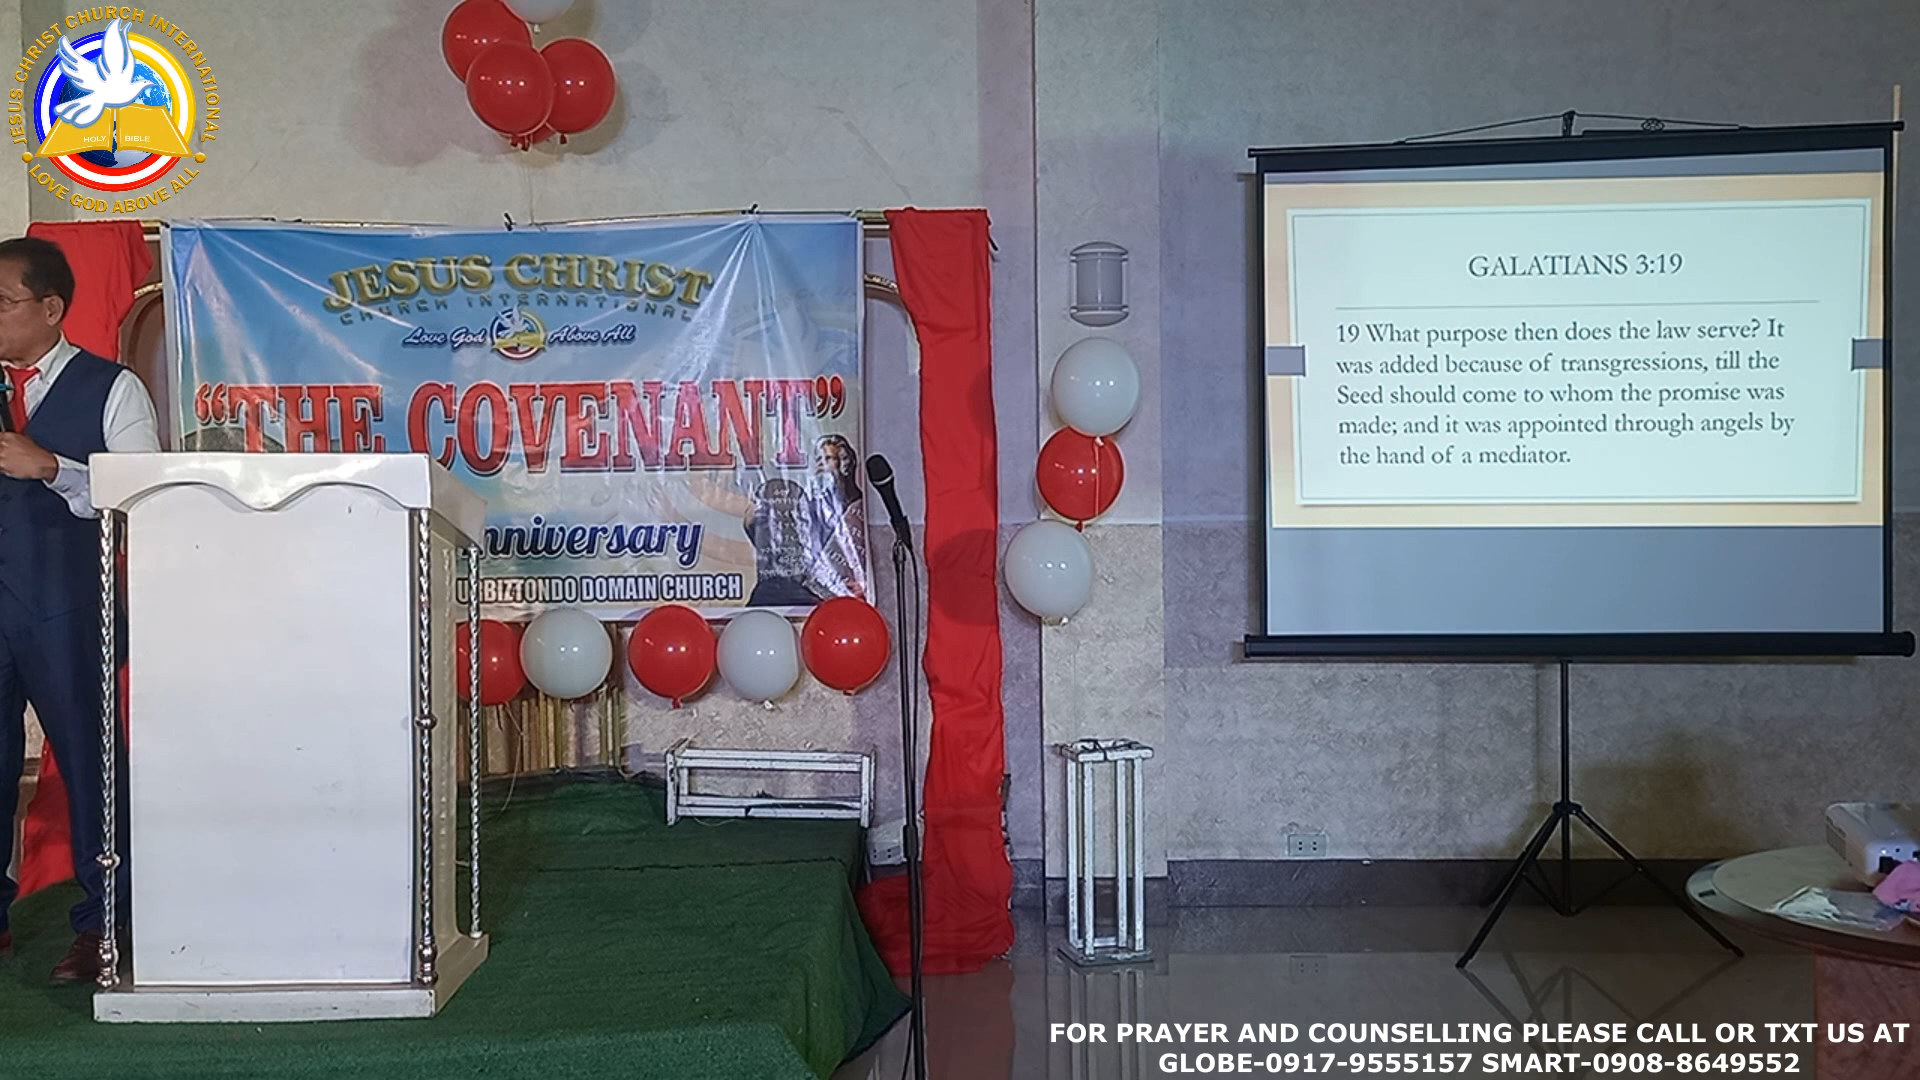 JESUS CHRIST CHURCH INTERNATIONAL
HOLY BIBLE
LOVE GOD ABOVE ALL
JESUS CHRIST
CHURCH INTERNATIONAL
Love God Above All
"THE COVENANT"
nniversary
BIZTONDO DOMAIN CHURCH
GALATIANS 3:19
19 What purpose then does the law serve? It
was added because of transgressions, till the
Seed should come to whom the promise was
made; and it was appointed through angels by
the hand of a mediator.
FOR PRAYER AND COUNSELLING PLEASE CALL OR TXT US AT
GLOBE-0917-9555157 SMART-0908-8649552